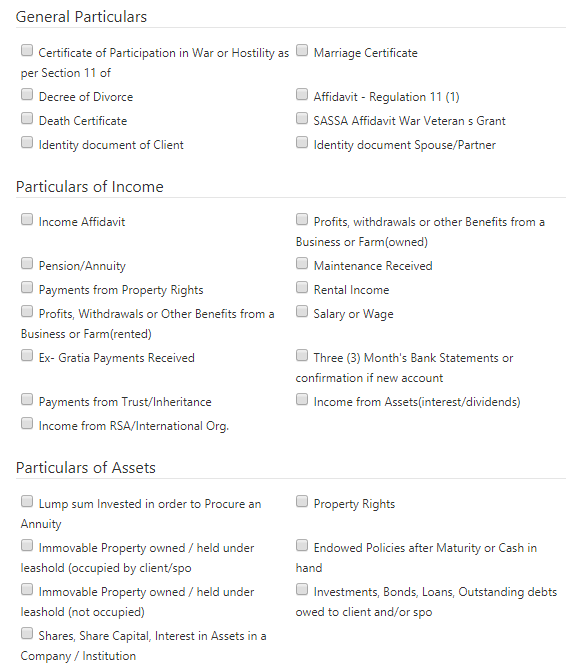 General Particulars
Certificate of Participation in War or Hostility as
per Section 11 of
Marriage Certificate
Decree of Divorce
Affidavit - Regulation 11 (1)
Death Certificate
SASSA Affidavit War Veteran s Grant
Identity document of Client
Identity document Spouse/Partner
Particulars of Income
Income Affidavit
Profits, withdrawals or other Benefits from a
Business or Farm(owned)
Pension/Annuity
Maintenance Received
Payments from Property Rights
Rental Income
Profits, Withdrawals or Other Benefits from a
Business or Farm(rented)
Salary or Wage
Ex- Gratia Payments Received
Three (3) Month's Bank Statements or
confirmation if new account
Payments from Trust/Inheritance
Income from Assets(interest/dividends)
Income from RSA/International Org.
Particulars of Assets
Lump sum Invested in order to Procure an
Annuity
Property Rights
Immovable Property owned / held under
leashold (occupied by client/spo
Endowed Policies after Maturity or Cash in
hand
Immovable Property owned / held under
leashold (not occupied)
Investments, Bonds, Loans, Outstanding debts
owed to client and/or spo
Shares, Share Capital, Interest in Assets in a
Company / Institution